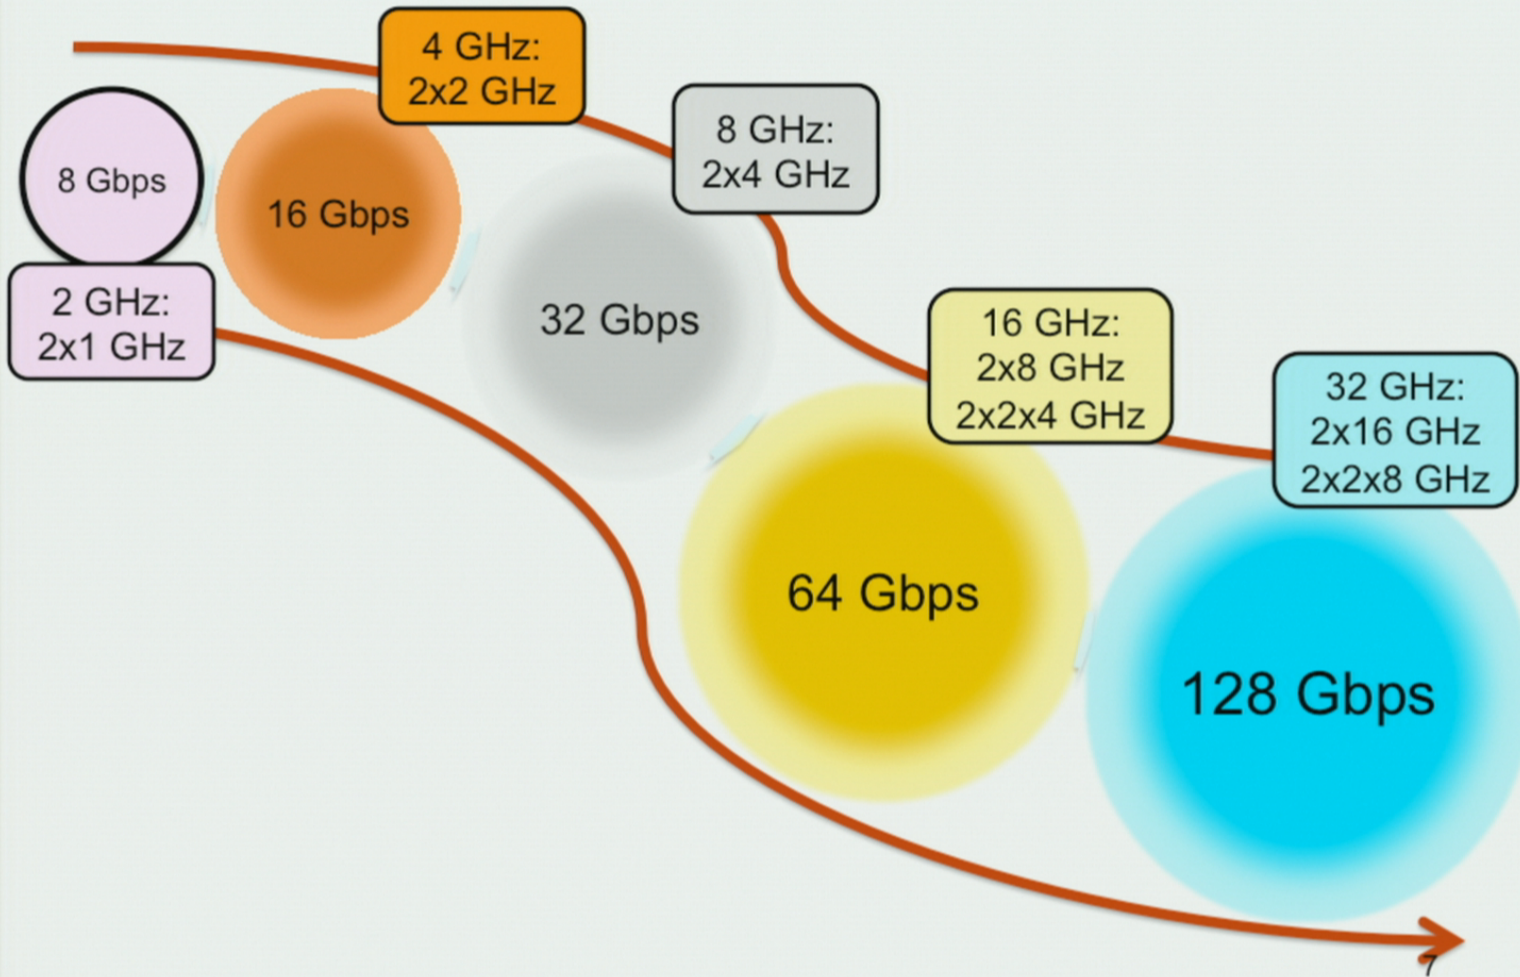 4 GHz:
2x2 GHz
8 GHz:
2x4 GHz
8 Gbps
16 Gbps
2 GHz:
2x1 GHz
32 Gbps
16 GHz:
2x8 GHz
2x2x4 GHz
32 GHz:
2x16 GHz
2x2x8 GHz
64 Gbps
128 Gbps
7